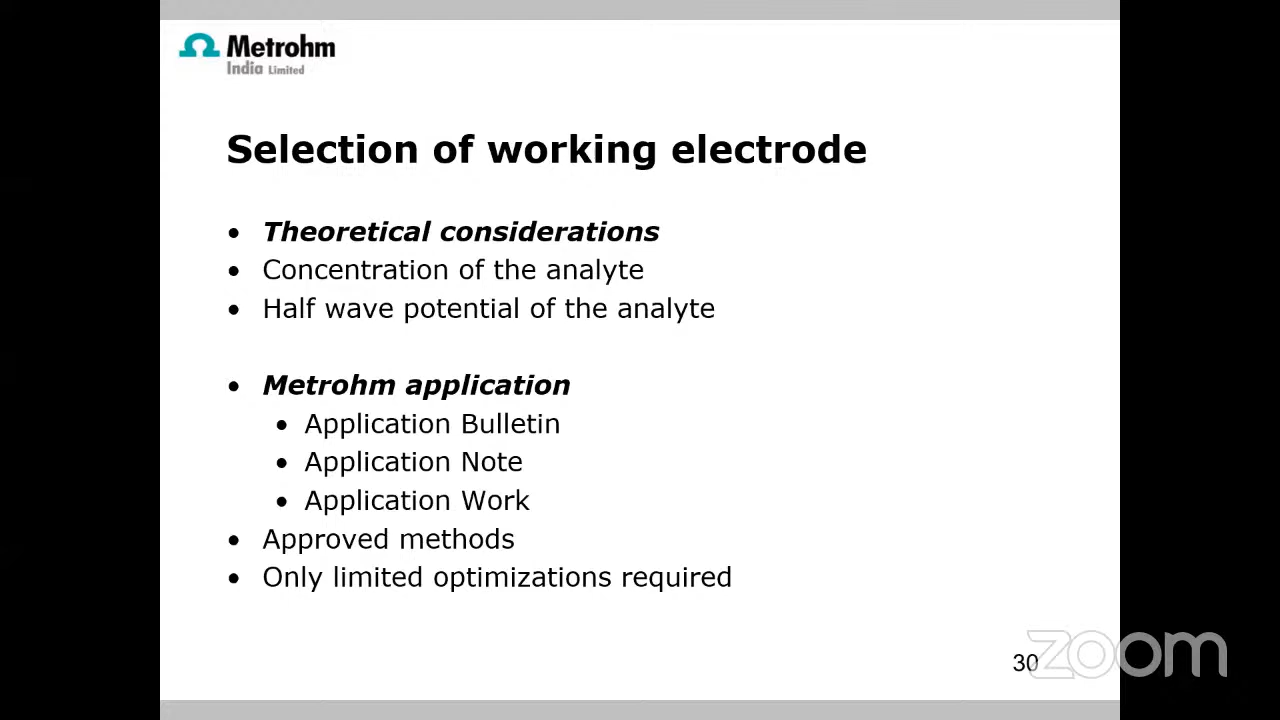 Metrohm
India Limited
Selection of working electrode
• Theoretical considerations
• Concentration of the analyte
• Half wave potential of the analyte
• Metrohm application
• Application Bulletin
• Application Note
• Application Work
• Approved methods
• Only limited optimizations required
30
zoom